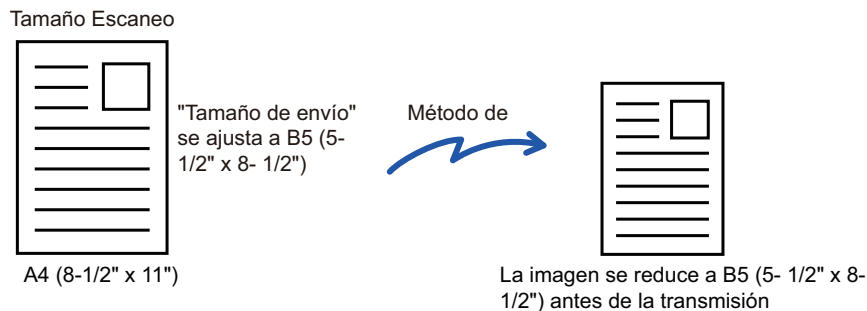 Tamaño Escaneo
"Tamaño de envío"
se ajusta a B5 (5-
1/2" x 8- 1/2")
Método de
A4 (8-1/2" x 11")
La imagen se reduce a B5 (5- 1/2" x 8-
1/2") antes de la transmisión